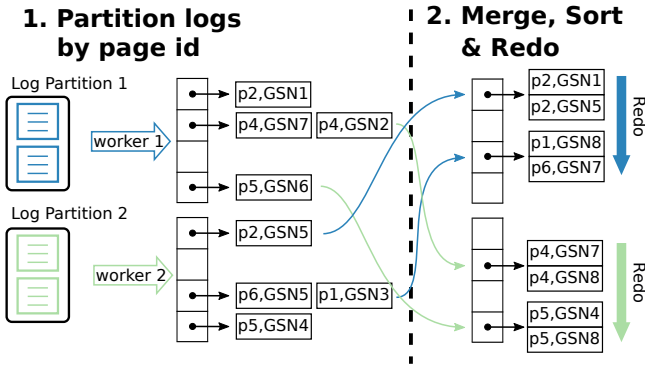 1. Partition logs
by page id
2. Merge, Sort
& Redo
Log Partition 1
worker 1
p2,GSN1
p4,GSN7 p4,GSN2
p5,GSN6
Log Partition 2
worker 2
p2,GSN5
p6,GSN5 p1,GSN3
p5,GSN4
p2,GSN1
p2,GSN5
p1,GSN8
p6,GSN7
Redo
p4,GSN7
p4,GSN8
p5,GSN4
p5,GSN8
Redo